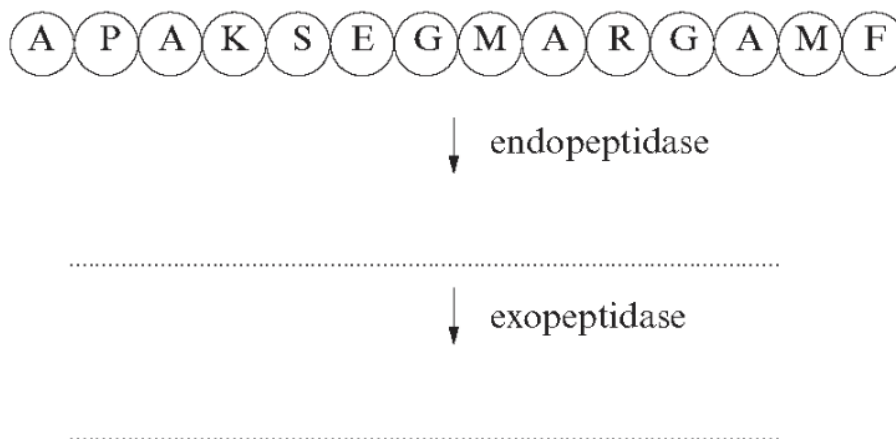 A P A K S E G M A R G A M F
endopeptidase
exopeptidase